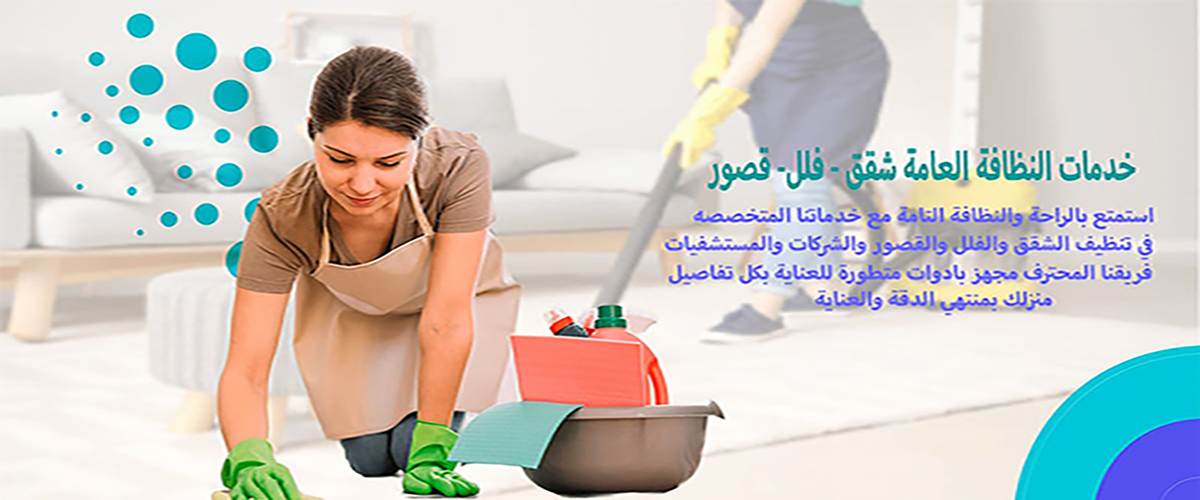 خدمات النظافة العامة شقق - فلل- قصور
استمتع بالراحة والنظافة التامة مع خدماتنا المتخصصه
في تنظيف الشقق والفلل والقصور والشركات والمستشفيات
فريقنا المحترف مجهز بادوات متطورة للعناية بكل تفاصيل
منزلك بمنتهي الدقة والعناية